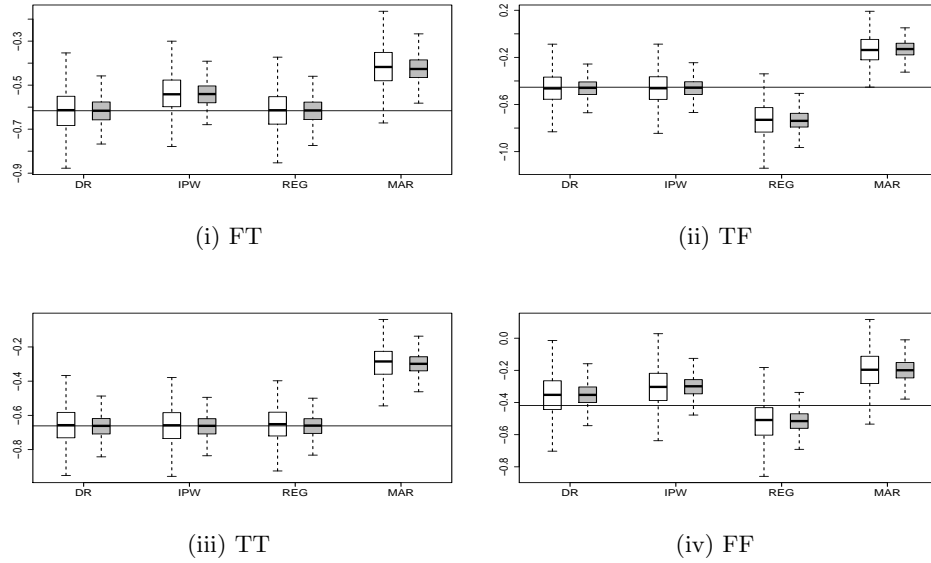 −0.3
−0.5
−0.7
−0.9
DR IPW REG MAR
(i) FT
0.2
−0.2
−0.6
−1.0
DR IPW REG MAR
(ii) TF
−0.2
−0.4
−0.6
−0.8
DR IPW REG MAR
(iii) TT
0.0
−0.2
−0.4
−0.6
−0.8
DR IPW REG MAR
(iv) FF